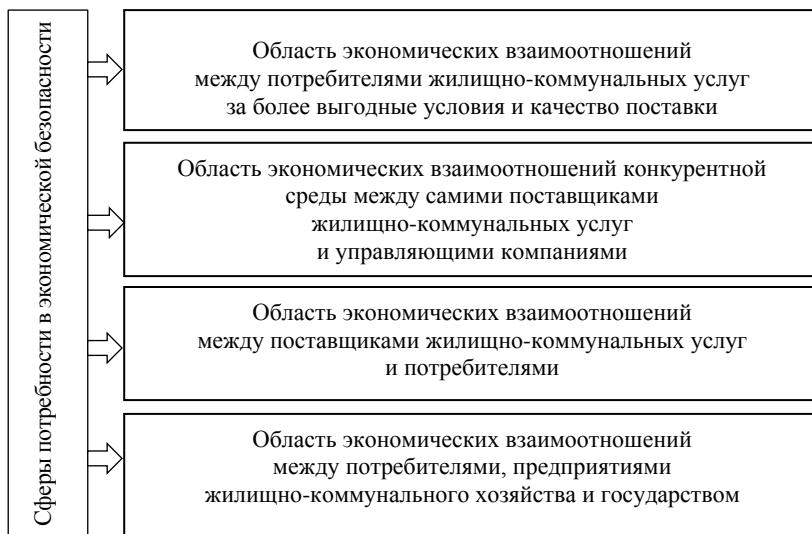 Сферы потребности в экономической безопасности
Область экономических взаимоотношений
между потребителями жилищно-коммунальных услуг
за более выгодные условия и качество поставки
Область экономических взаимоотношений конкурентной
среды между самими поставщиками
жилищно-коммунальных услуг
и управляющими компаниями
Область экономических взаимоотношений
между поставщиками жилищно-коммунальных услуг
и потребителями
Область экономических взаимоотношений
между потребителями, предприятиями
жилищно-коммунального хозяйства и государством